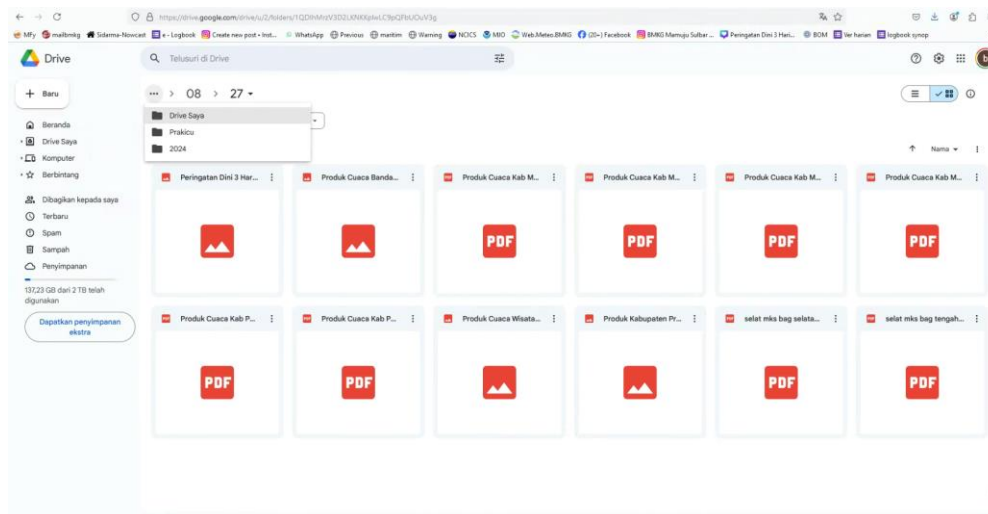 https://drive.google.com/drive/u/2/folders/
MFy mailbmkg Sidarma-Nowcast e - Logbook Create new post • Inst... WhatsApp Previous maritim Warning NCICS MIO Web.Meteo.BMKG (20+) Facebook BMKG Mamuju Sulbar ... Peringatan Dini 3 Hari... BOM Ver harian logbook synop
Drive
Telusuri di Drive
+ Baru
... > 08 > 27
Drive Saya
Prakicu
2024
Nama
Beranda
Drive Saya
Komputer
Berbintang
Dibagikan kepada saya
Terbaru
Spam
Sampah
Penyimpanan
137,23 GB dari 2 TB telah
digunakan
Dapatkan penyimpanan
ekstra
Peringatan Dini 3 Har... Produk Cuaca Banda... Produk Cuaca Kab M... Produk Cuaca Kab M... Produk Cuaca Kab M... Produk Cuaca Kab M...
PDF PDF PDF PDF
Produk Cuaca Kab P... Produk Cuaca Kab P... Produk Cuaca Wisata... Produk Kabupaten Pr... selat mks bag selata... selat mks bag tengah...
PDF PDF PDF PDF